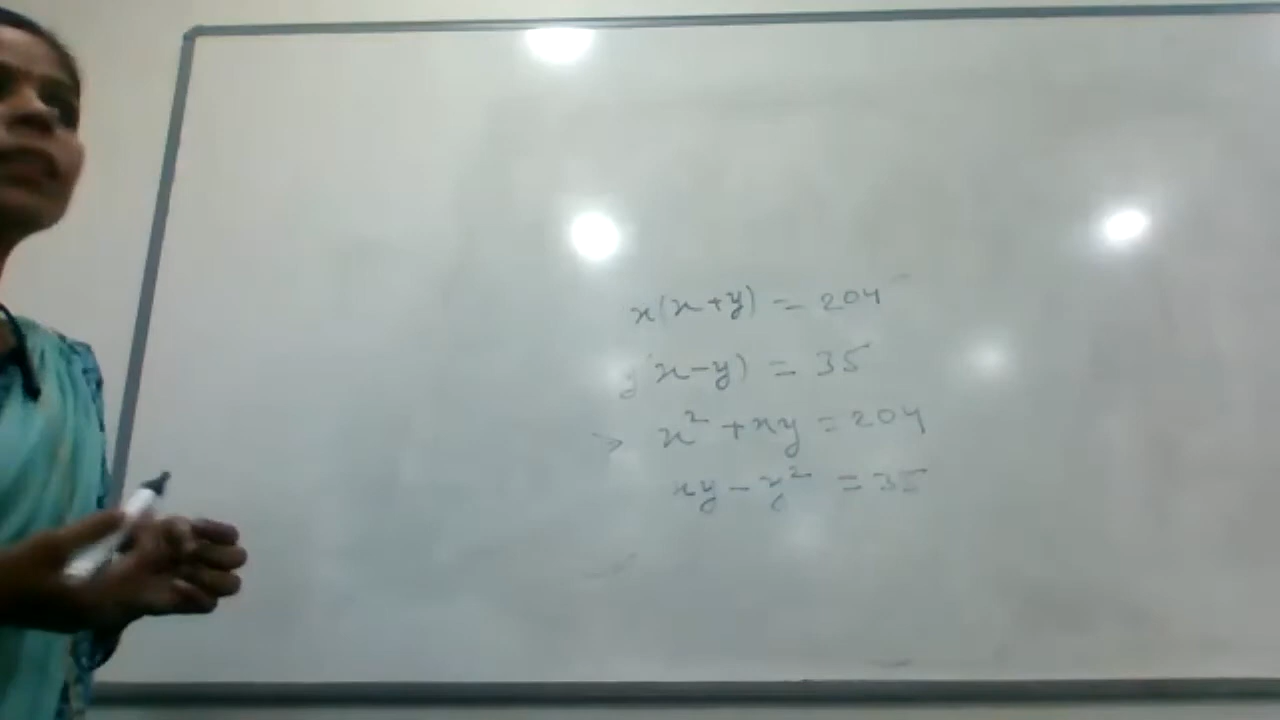 x(x+y) = 204
y(x-y) = 35
> x² + xy = 204
xy - y² = 35